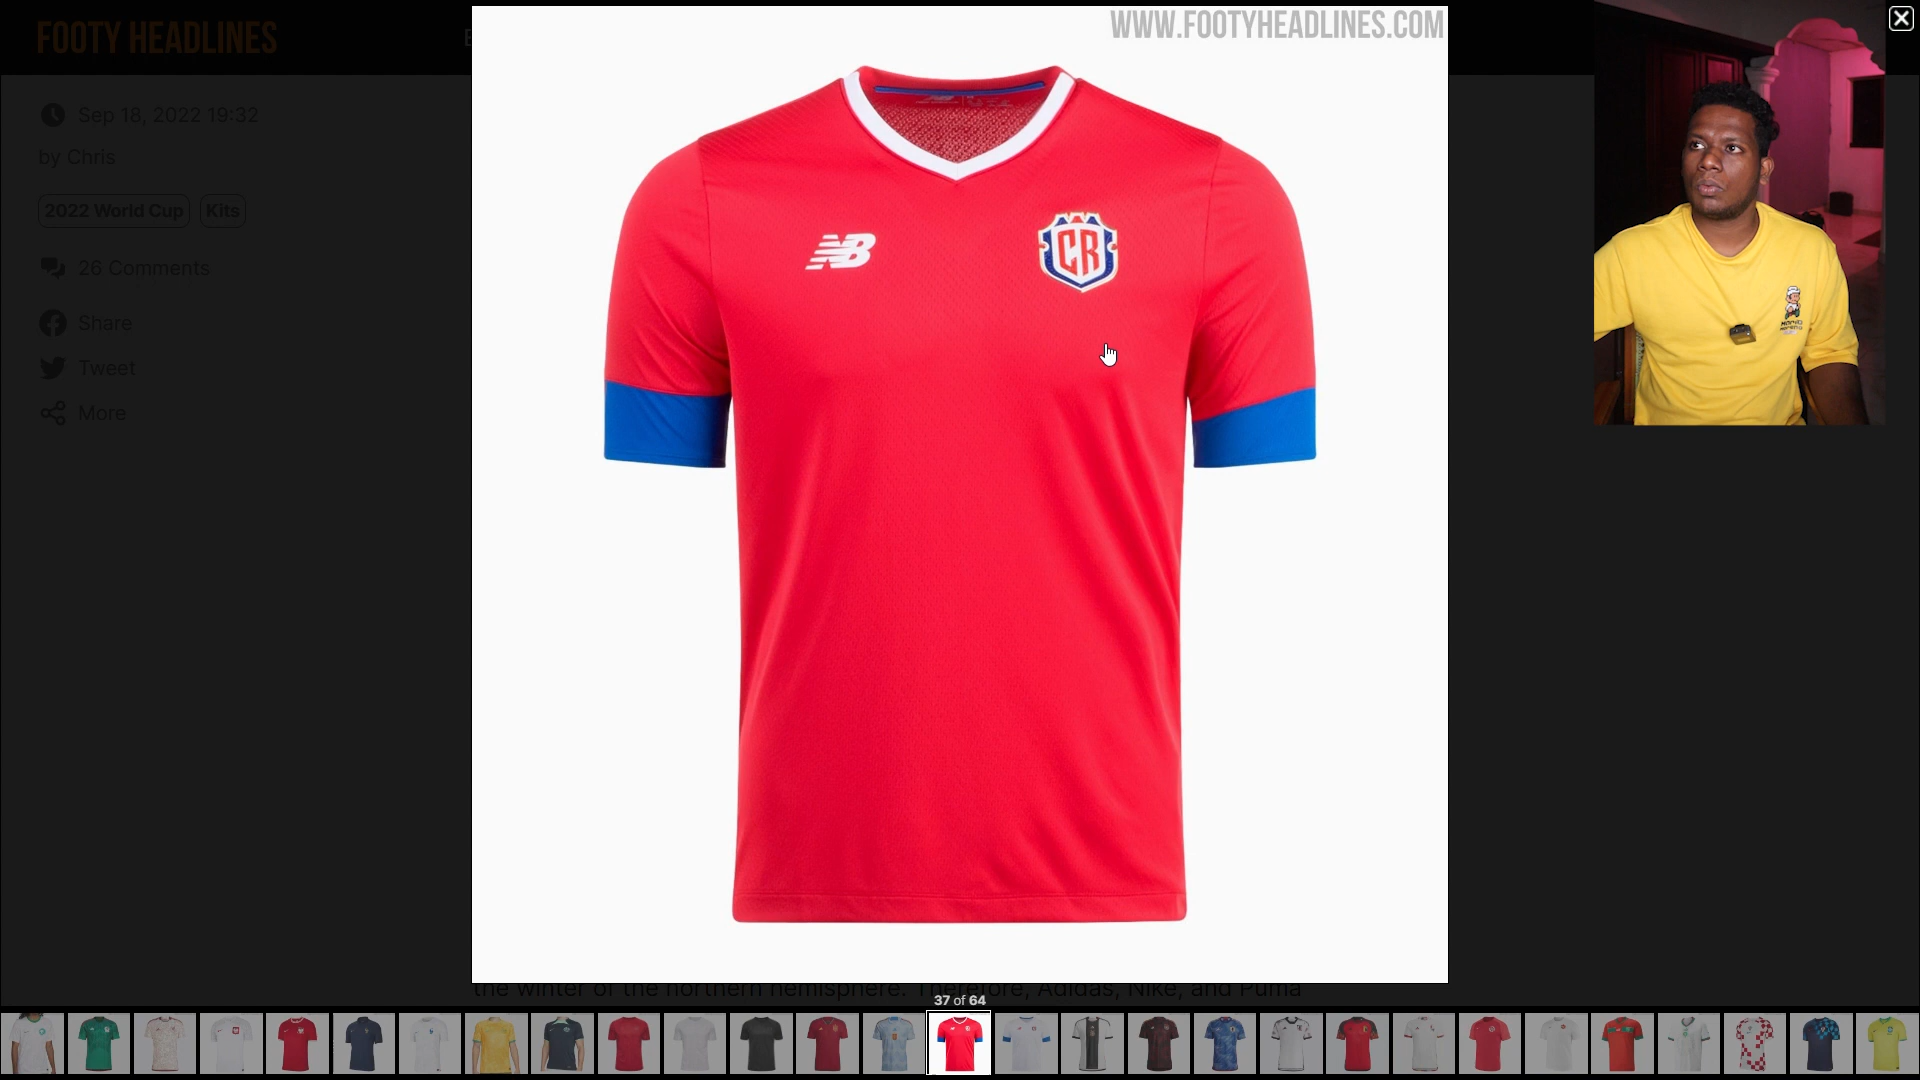 FOOTY HEADLINES
WWW.FOOTYHEADLINES.COM
Sep 18, 2022 19:32
by Chris
2022 World Cup
Kits
26 Comments
Share
Tweet
More
NB
CR
the winter of the northern hemisphere. Therefore, Adidas, Nike, and Puma
37 of 64